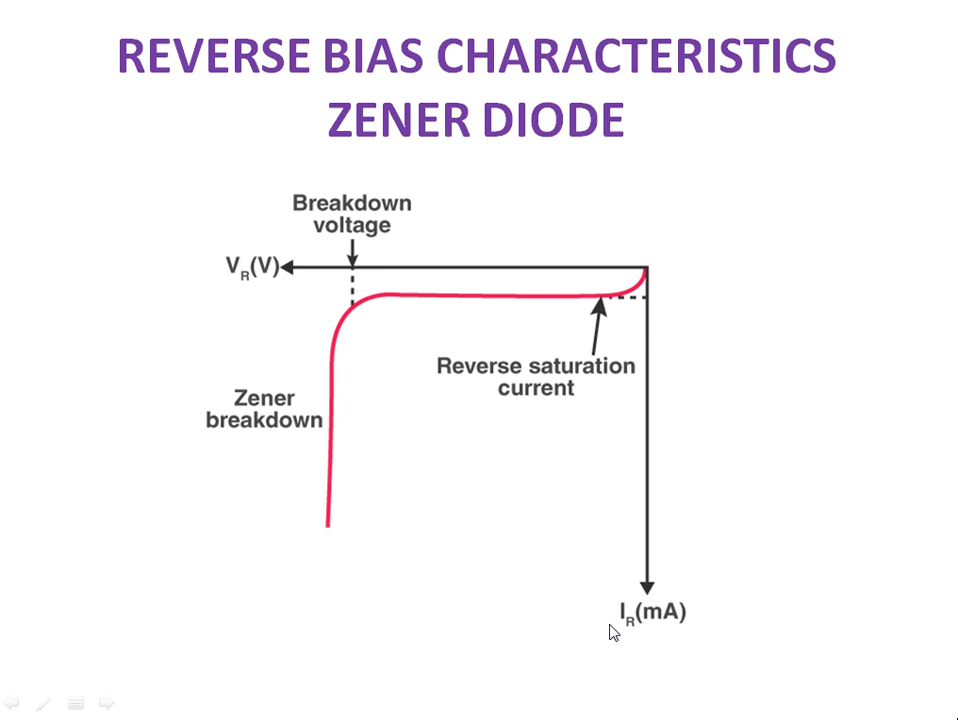 REVERSE BIAS CHARACTERISTICS
ZENER DIODE
Breakdown
voltage
VR(V)
Reverse saturation
current
Zener
breakdown
IR(mA)